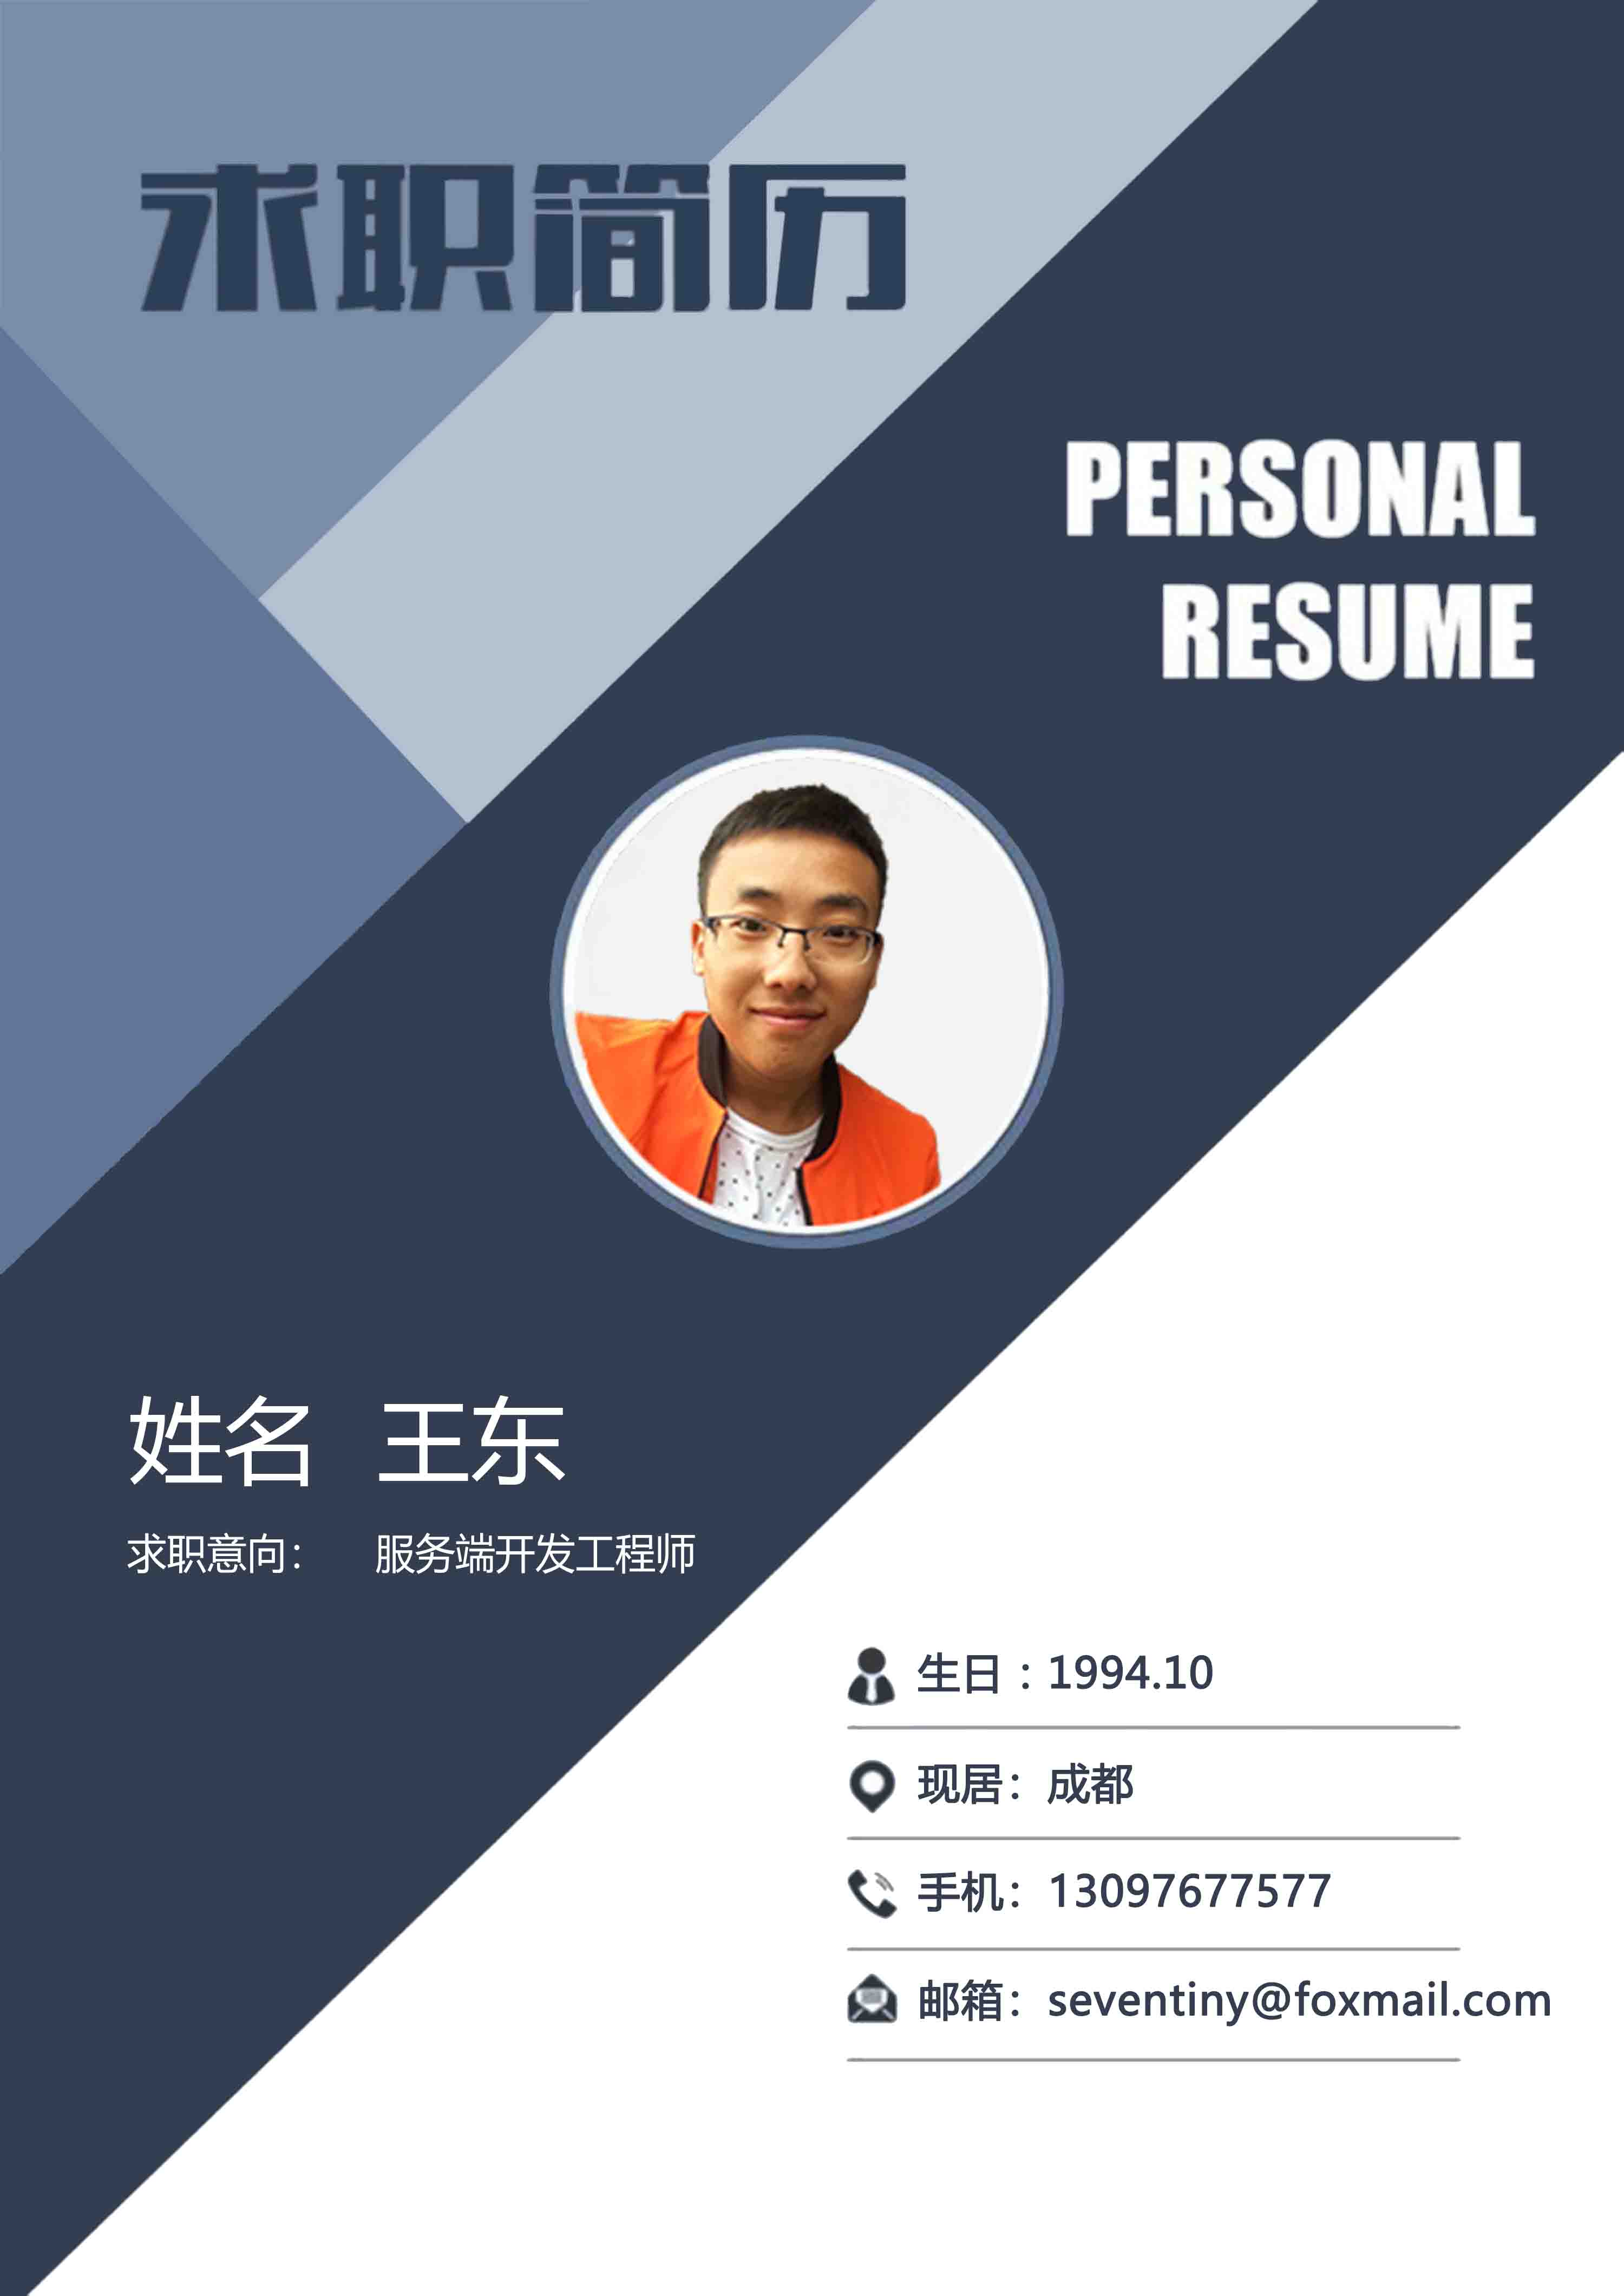 求职简历
PERSONAL
RESUME
姓名 王东
求职意向： 服务端开发工程师
生日：1994.10
现居：成都
手机：13097677577
邮箱：seventiny@foxmail.com